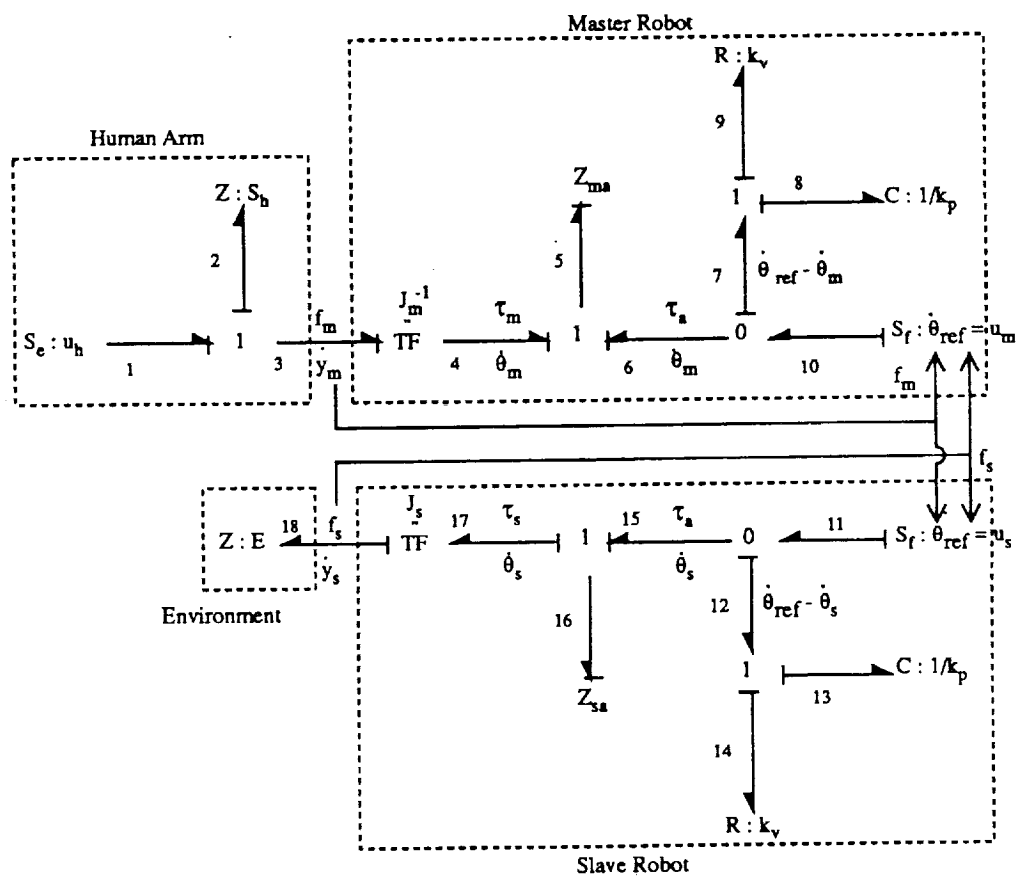 Master Robot
R : k_v
9
Human Arm
Z : S_h
Z_ma
1
8
C : 1/k_p
2
5
7
θ̇_ref - θ̇_m
J_m^-1
τ_m
τ_a
S_e : u_h
1
f_m
TF
1
0
S_f : θ̇_ref = u_m
1
3
ẏ_m
4
θ̇_m
6
θ̇_m
10
f_m
f_s
J_s
18
f_s
17
τ_s
15
τ_a
11
Z : E
TF
1
0
S_f : θ̇_ref = u_s
ẏ_s
θ̇_s
θ̇_s
12
θ̇_ref - θ̇_s
Environment
16
1
C : 1/k_p
Z_sa
13
14
R : k_v
Slave Robot